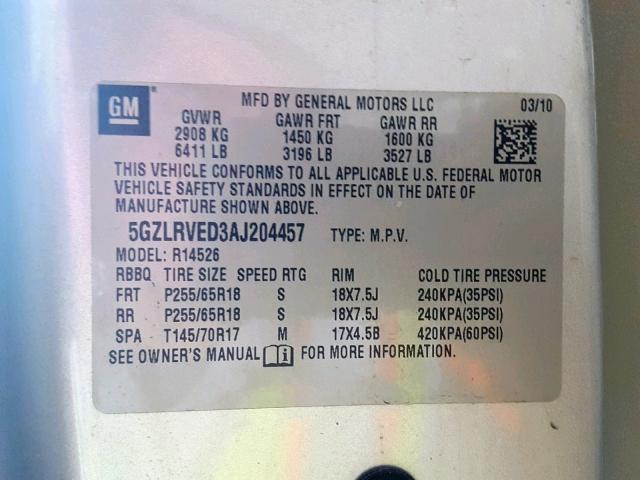 GM
MFD BY GENERAL MOTORS LLC 03/10
GVWR GAWR FRT GAWR RR
2908 KG 1450 KG 1600 KG
6411 LB 3196 LB 3527 LB
THIS VEHICLE CONFORMS TO ALL APPLICABLE U.S. FEDERAL MOTOR
VEHICLE SAFETY STANDARDS IN EFFECT ON THE DATE OF
MANUFACTURE SHOWN ABOVE.
5GZLRVED3AJ204457 TYPE: M.P.V.
MODEL: R14526
RBBQ TIRE SIZE SPEED RTG RIM COLD TIRE PRESSURE
FRT P255/65R18 S 18X7.5J 240KPA(35PSI)
RR P255/65R18 S 18X7.5J 240KPA(35PSI)
SPA T145/70R17 M 17X4.5B 420KPA(60PSI)
SEE OWNER'S MANUAL i FOR MORE INFORMATION.